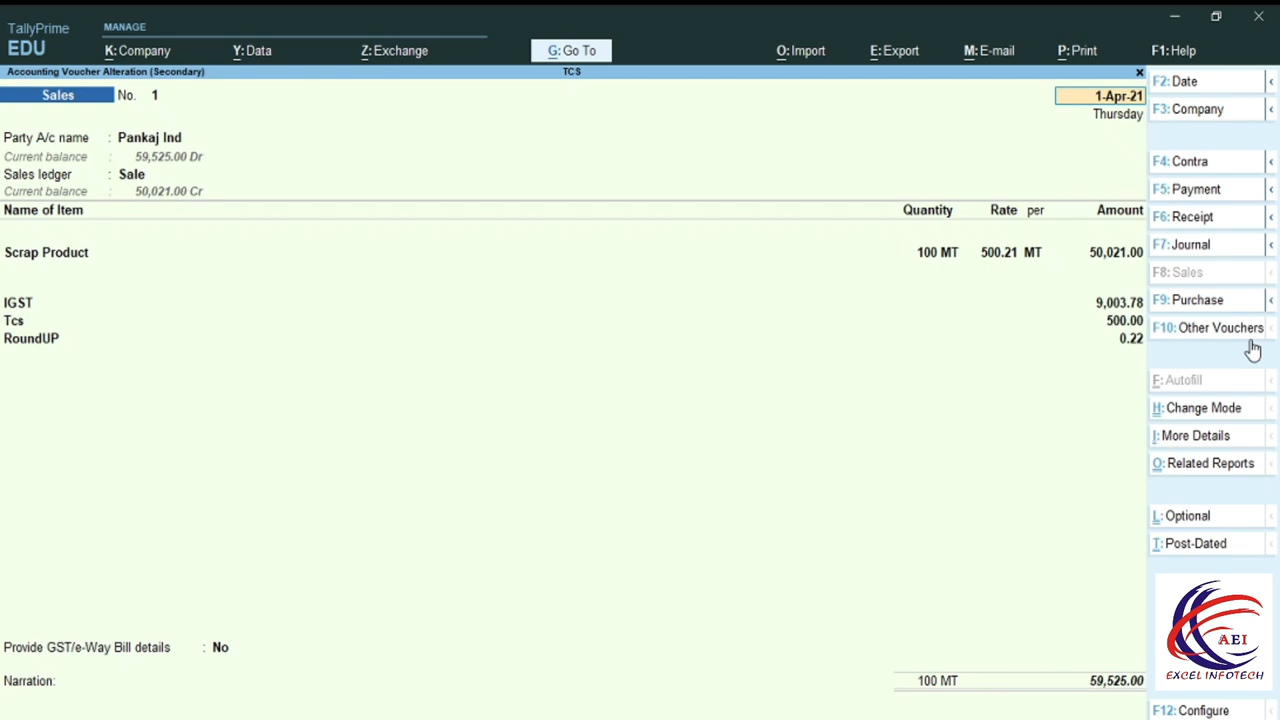 TallyPrime MANAGE
EDU K: Company Y: Data Z: Exchange G: Go To O: Import E: Export M: E-mail P: Print F1: Help
Accounting Voucher Alteration (Secondary) TCS x
Sales No. 1 1-Apr-21
Thursday
Party A/c name : Pankaj Ind
Current balance : 59,525.00 Dr
Sales ledger : Sale
Current balance : 50,021.00 Cr
Name of Item Quantity Rate per Amount
Scrap Product 100 MT 500.21 MT 50,021.00
IGST 9,003.78
Tcs 500.00
RoundUP 0.22
Provide GST/e-Way Bill details : No
Narration: 100 MT 59,525.00
F2: Date
F3: Company
F4: Contra
F5: Payment
F6: Receipt
F7: Journal
F8: Sales
F9: Purchase
F10: Other Vouchers
F: Autofill
H: Change Mode
I: More Details
O: Related Reports
L: Optional
T: Post-Dated
AEI
EXCEL INFOTECH
F12: Configure